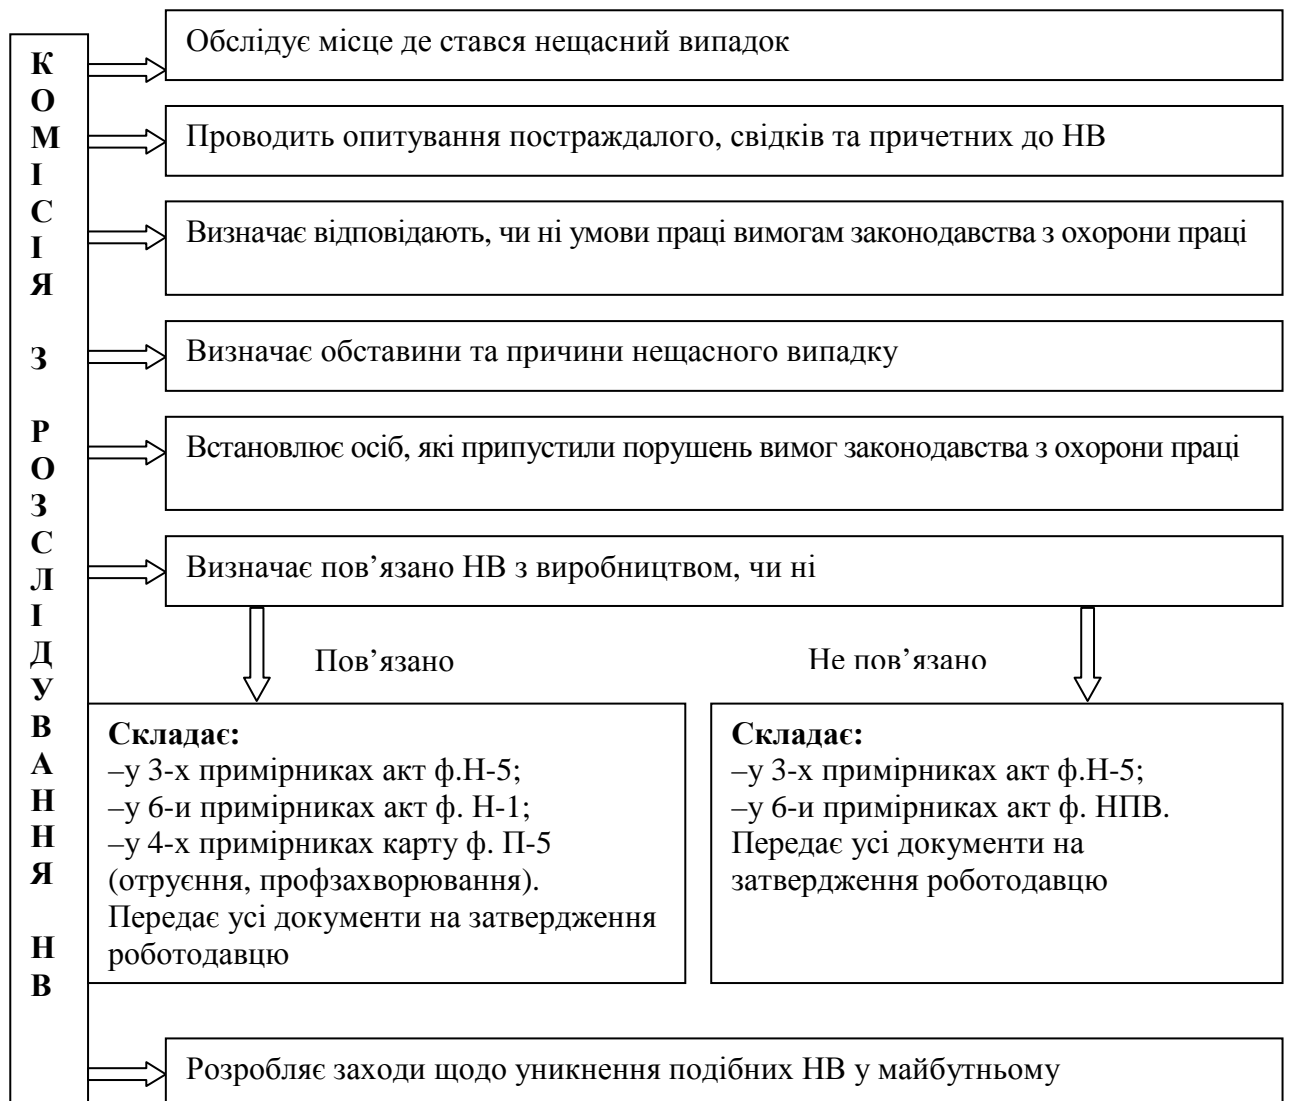 КОМІСІЯ З РОЗСЛІДУВАННЯ НВ
Обслідує місце де стався нещасний випадок
Проводить опитування постраждалого, свідків та причетних до НВ
Визначає відповідають, чи ні умови праці вимогам законодавства з охорони праці
Визначає обставини та причини нещасного випадку
Встановлює осіб, які припустили порушень вимог законодавства з охорони праці
Визначає пов’язано НВ з виробництвом, чи ні
Пов’язано
Не пов’язано
Складає:
–у 3-х примірниках акт ф.Н-5;
–у 6-и примірниках акт ф. Н-1;
–у 4-х примірниках карту ф. П-5
(отруєння, профзахворювання).
Передає усі документи на затвердження
роботодавцю
Складає:
–у 3-х примірниках акт ф.Н-5;
–у 6-и примірниках акт ф. НПВ.
Передає усі документи на
затвердження роботодавцю
Розробляє заходи щодо уникнення подібних НВ у майбутньому